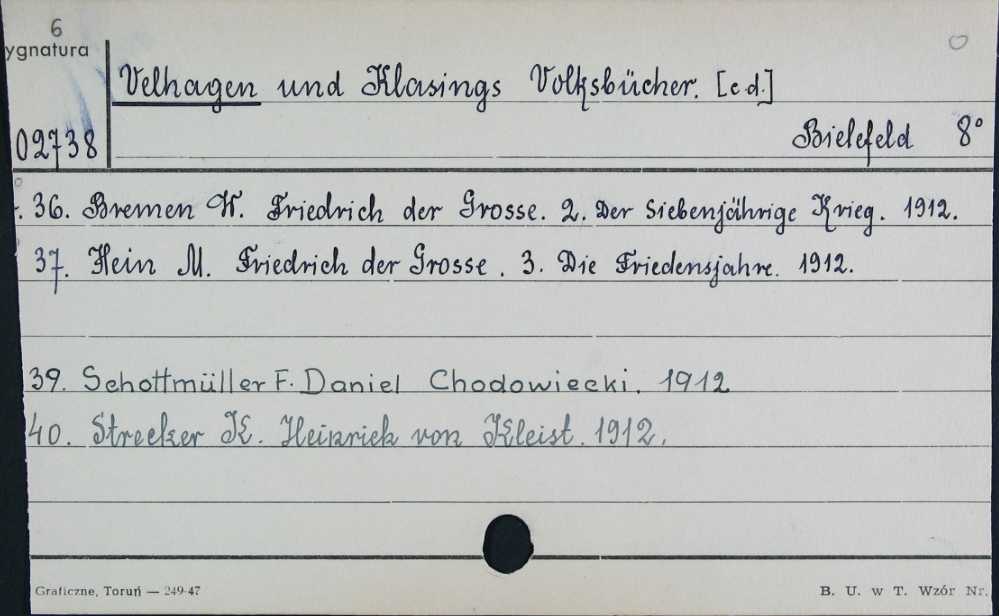 6
ygnatura
Velhagen und Klasings Volksbücher. [c.d.]
02738
Bielefeld 8°
36. Bremen W. Friedrich der Grosse. 2. Der Siebenjährige Krieg. 1912.
37. Hein M. Friedrich der Grosse. 3. Die Friedensjahre. 1912.
39. Schottmüller F. Daniel Chodowiecki. 1912
40. Strecker K. Heinrich von Kleist. 1912.
Graficzne, Toruń — 249-47
B. U. w T. Wzór Nr.